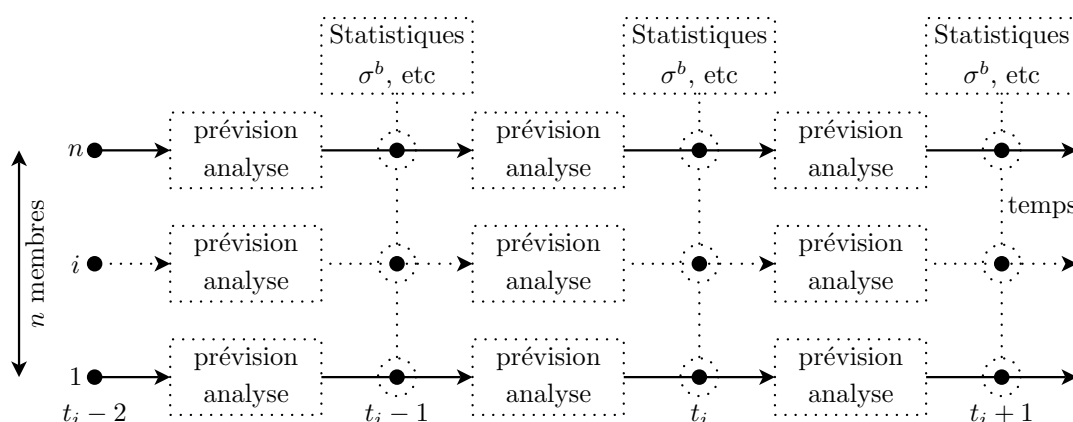 Statistiques
σ^b, etc
Statistiques
σ^b, etc
Statistiques
σ^b, etc
n
prévision
analyse
prévision
analyse
prévision
analyse
n membres
temps
i
prévision
analyse
prévision
analyse
prévision
analyse
1
prévision
analyse
prévision
analyse
prévision
analyse
t_i − 2
t_i − 1
t_i
t_i + 1